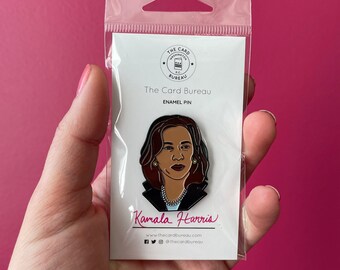 THE CARD
BUREAU
The Card Bureau
ENAMEL PIN
Kamala Harris
www.thecardbureau.com
@thecardbureau